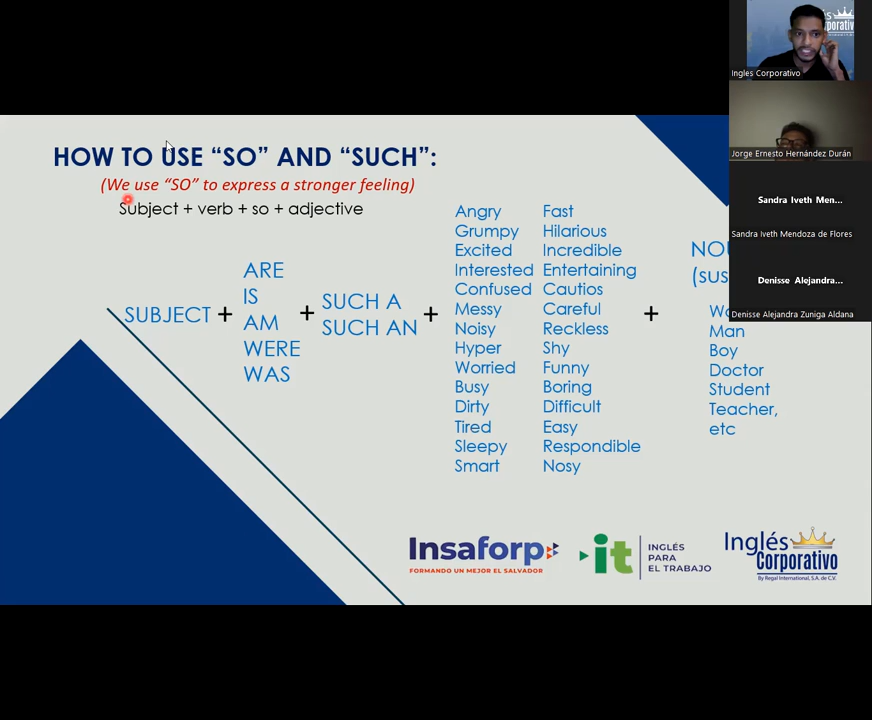 HOW TO USE “SO” AND “SUCH”:
(We use “SO” to express a stronger feeling)
Subject + verb + so + adjective
SUBJECT
+
ARE
IS
AM
WERE
WAS
+
SUCH A
SUCH AN
+
Angry
Grumpy
Excited
Interested
Confused
Messy
Noisy
Hyper
Worried
Busy
Dirty
Tired
Sleepy
Smart
Fast
Hilarious
Incredible
Entertaining
Cautios
Careful
Reckless
Shy
Funny
Boring
Difficult
Easy
Respondible
Nosy
+
Man
Boy
Doctor
Student
Teacher,
etc
Insaforp
FORMANDO UN MEJOR EL SALVADOR
it
INGLÉS
PARA
EL TRABAJO
Inglés
Corporativo
By Regal International, S.A. de C.V.
Ingles Corporativo
Jorge Ernesto Hernández Durán
Sandra Iveth Men...
Sandra Iveth Mendoza de Flores
Denisse Alejandra...
Denisse Alejandra Zuniga Aldana